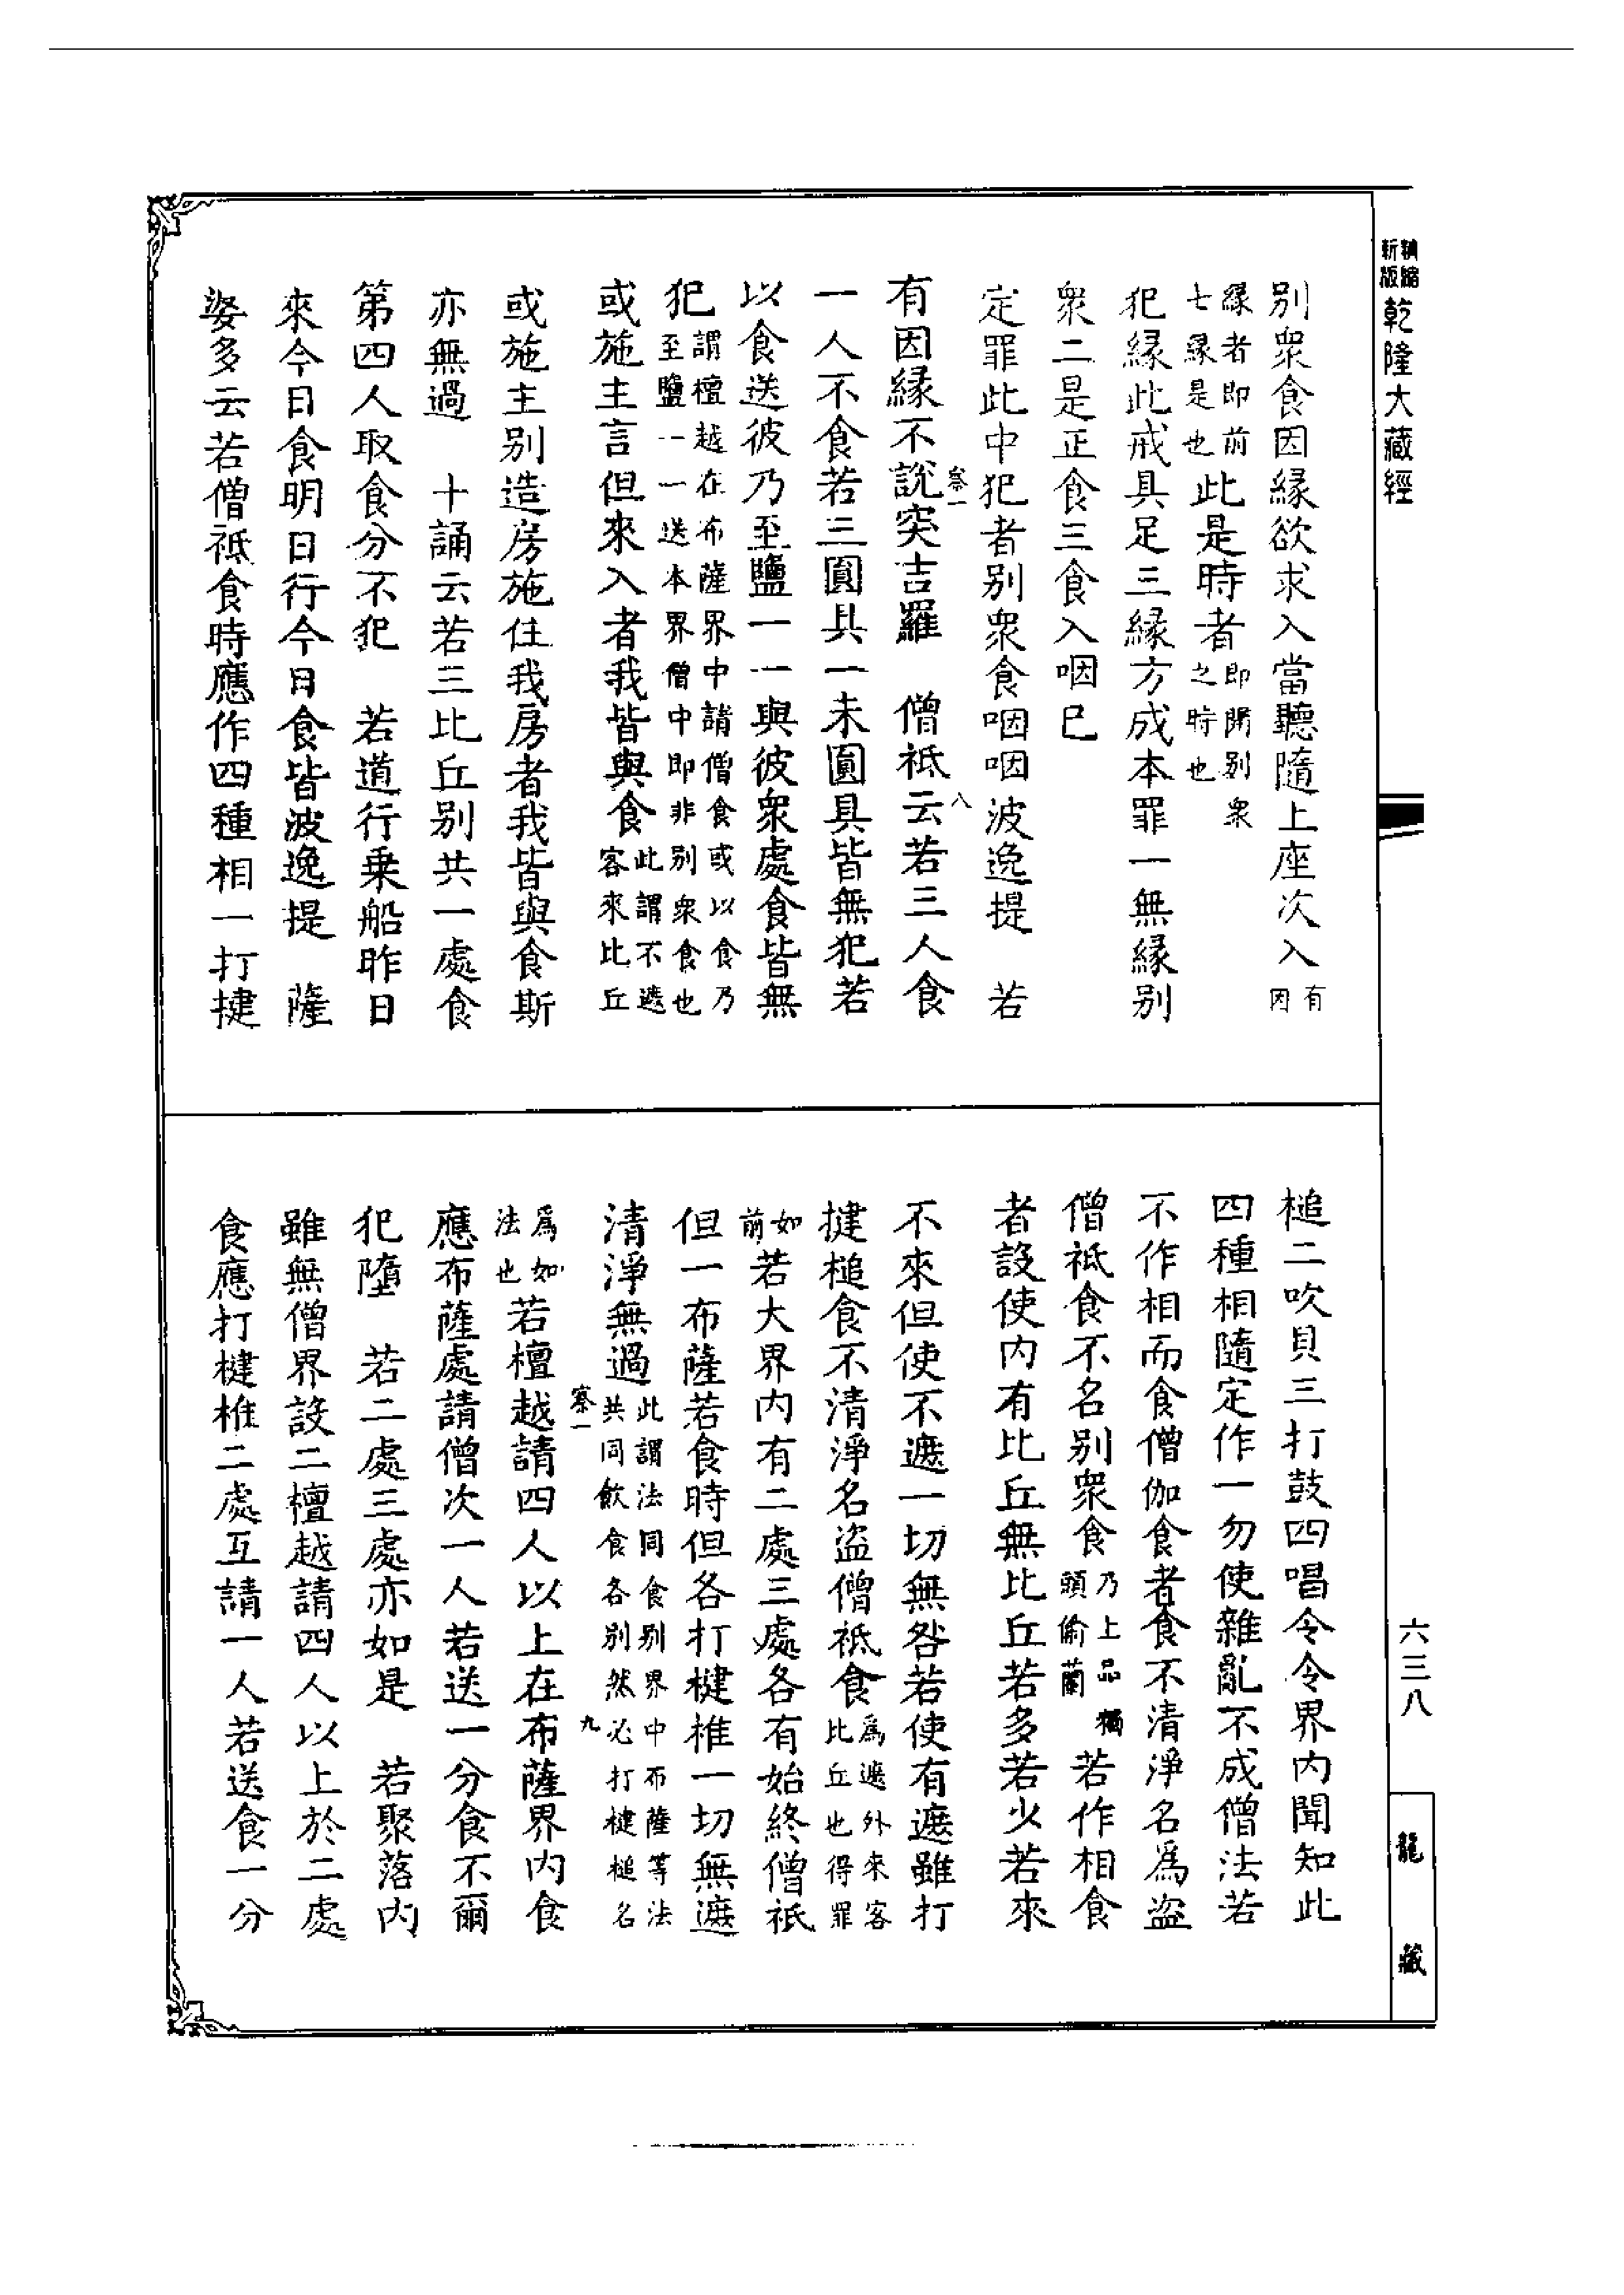 精縮新版乾隆大藏經
別衆食因緣欲求入當聽隨上座次入有因
緣者即前七緣是也此是時者即開別衆之時也
犯緣此戒具足三緣方成本罪一無緣別
衆二是正食三食入咽已
定罪此中犯者別衆食咽咽波逸提　若
有因緣不說突吉羅　僧祇云若三人食
一人不食若三圓具一未圓具皆無犯若
以食送彼乃至鹽一一與彼衆處食皆無
犯謂檀越在布薩界中請僧食或以食乃至鹽一一送本界僧中即非別衆食也
或施主言但來入者我皆與食此謂不遮客來比丘
或施主別造房施住我房者我皆與食斯
亦無過　十誦云若三比丘別共一處食
第四人取食分不犯　若道行乗船昨日
來今日食明日行今日食皆波逸提　薩
婆多云若僧祇食時應作四種相一打揵
槌二吹貝三打鼓四唱令令界内聞知此
四種相隨定作一勿使雜亂不成僧法若
不作相而食僧伽食者食不清淨名爲盜
僧祇食不名別衆食乃上品獨頭偷蘭若作相食
者設使内有比丘無比丘若多若少若來
不來但使不遮一切無咎若使有遮雖打
揵槌食不清淨名盜僧祇食爲遮外來客比丘也得罪
如前若大界内有二處三處各有始終僧祇
但一布薩若食時但各打犍椎一切無遮
清淨無過此謂法同食別界中布薩等法共同飲食各別然必打犍槌名
爲如法也若檀越請四人以上在布薩界内食
應布薩處請僧次一人若送一分食不爾
犯墮　若二處三處亦如是　若聚落内
雖無僧界設二檀越請四人以上於二處
食應打犍椎二處互請一人若送食一分
六三八
龍藏